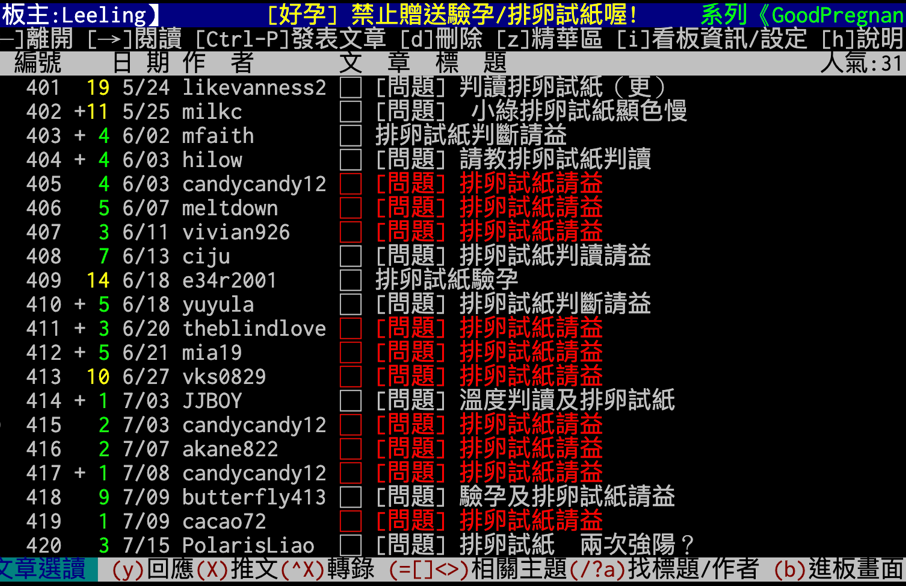 板主:Leeling】 [好孕] 禁止贈送驗孕/排卵試紙喔! 系列《GoodPregnan
─]離開 [→]閱讀 [Ctrl-P]發表文章 [d]刪除 [z]精華區 [i]看板資訊/設定 [h]說明
編號 日 期 作 者 文 章 標 題 人氣:31
401 19 5/24 likevanness2 □ [問題] 判讀排卵試紙（更）
402 +11 5/25 milkc □ [問題] 小綠排卵試紙顯色慢
403 + 4 6/02 mfaith □ 排卵試紙判斷請益
404 + 4 6/03 hilow □ [問題] 請教排卵試紙判讀
405 4 6/03 candycandy12 □ [問題] 排卵試紙請益
406 5 6/07 meltdown □ [問題] 排卵試紙請益
407 3 6/11 vivian926 □ [問題] 排卵試紙請益
408 7 6/13 ciju □ [問題] 排卵試紙判讀請益
409 14 6/18 e34r2001 □ 排卵試紙驗孕
410 + 5 6/18 yuyula □ [問題] 排卵試紙判斷請益
411 + 3 6/20 theblindlove □ [問題] 排卵試紙請益
412 + 5 6/21 mia19 □ [問題] 排卵試紙請益
413 10 6/27 vks0829 □ [問題] 排卵試紙請益
414 + 1 7/03 JJBOY □ [問題] 溫度判讀及排卵試紙
415 2 7/03 candycandy12 □ [問題] 排卵試紙請益
416 2 7/07 akane822 □ [問題] 排卵試紙請益
417 + 1 7/08 candycandy12 □ [問題] 排卵試紙請益
418 9 7/09 butterfly413 □ [問題] 驗孕及排卵試紙請益
419 1 7/09 cacao72 □ [問題] 排卵試紙請益
420 3 7/15 PolarisLiao □ [問題] 排卵試紙 兩次強陽？
文章選讀 (y)回應(X)推文(^X)轉錄 (=[]<>)相關主題(/?a)找標題/作者 (b)進板畫面